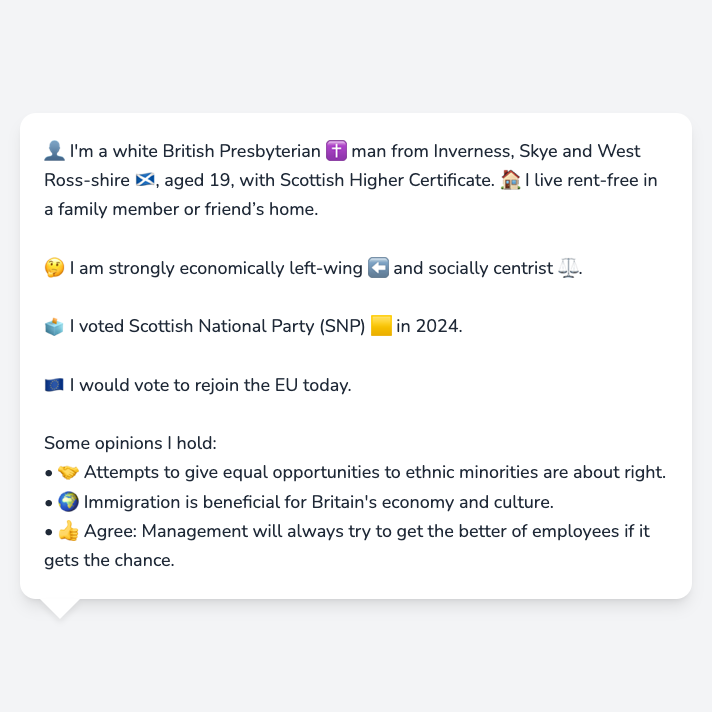 👤 I'm a white British Presbyterian ✝️ man from Inverness, Skye and West
Ross-shire 🏴󠁧󠁢󠁳󠁣󠁴󠁿, aged 19, with Scottish Higher Certificate. 🏠 I live rent-free in
a family member or friend’s home.
🤔 I am strongly economically left-wing ⬅️ and socially centrist ⚖️.
🗳️ I voted Scottish National Party (SNP) 🟨 in 2024.
🇪🇺 I would vote to rejoin the EU today.
Some opinions I hold:
• 🤝 Attempts to give equal opportunities to ethnic minorities are about right.
• 🌍 Immigration is beneficial for Britain's economy and culture.
• 👍 Agree: Management will always try to get the better of employees if it
gets the chance.